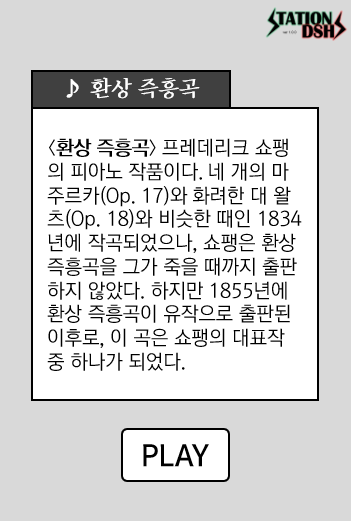 STATION
ver 1.0.0
DSHS
♪ 환상 즉흥곡
<환상 즉흥곡> 프레데리크 쇼팽
의 피아노 작품이다. 네 개의 마
주르카(Op. 17)와 화려한 대 왈
츠(Op. 18)와 비슷한 때인 1834
년에 작곡되었으나, 쇼팽은 환상
즉흥곡을 그가 죽을 때까지 출판
하지 않았다. 하지만 1855년에
환상 즉흥곡이 유작으로 출판된
이후로, 이 곡은 쇼팽의 대표작
중 하나가 되었다.
PLAY